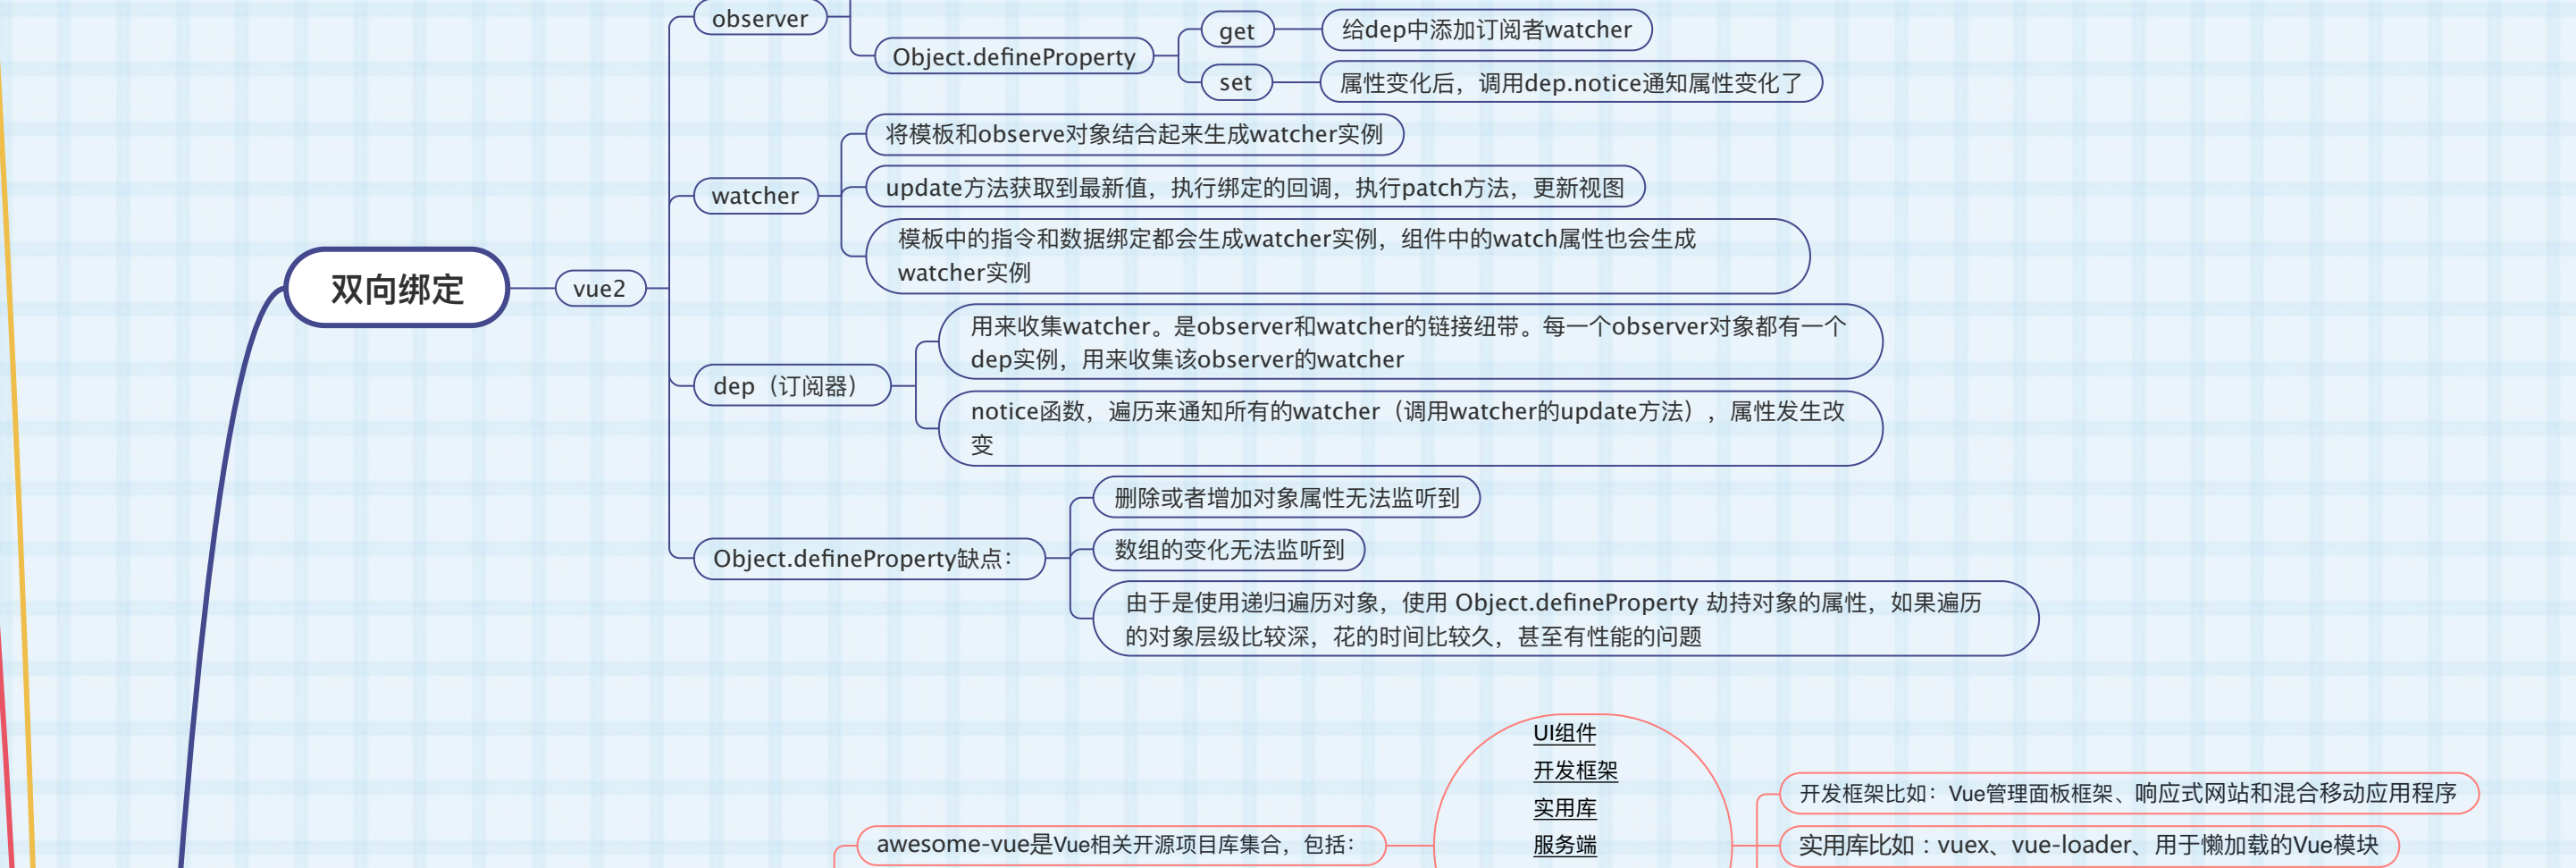 observer
Object.defineProperty
get
给dep中添加订阅者watcher
set
属性变化后，调用dep.notice通知属性变化了
双向绑定
vue2
watcher
将模板和observe对象结合起来生成watcher实例
update方法获取到最新值，执行绑定的回调，执行patch方法，更新视图
模板中的指令和数据绑定都会生成watcher实例，组件中的watch属性也会生成
watcher实例
dep（订阅器）
用来收集watcher。是observer和watcher的链接纽带。每一个observer对象都有一个
dep实例，用来收集该observer的watcher
notice函数，遍历来通知所有的watcher（调用watcher的update方法），属性发生改
变
Object.defineProperty缺点：
删除或者增加对象属性无法监听到
数组的变化无法监听到
由于是使用递归遍历对象，使用 Object.defineProperty 劫持对象的属性，如果遍历
的对象层级比较深，花的时间比较久，甚至有性能的问题
awesome-vue是Vue相关开源项目库集合，包括：
UI组件
开发框架
实用库
服务端
开发框架比如：Vue管理面板框架、响应式网站和混合移动应用程序
实用库比如：vuex、vue-loader、用于懒加载的Vue模块